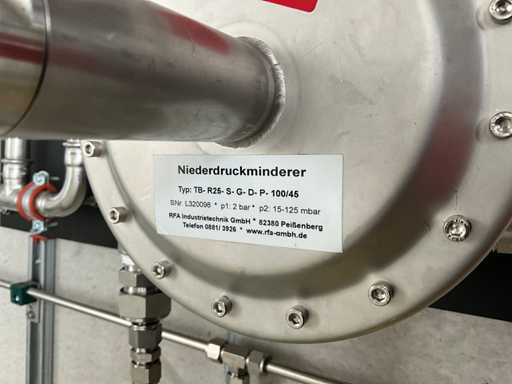 Niederdruckminderer
Typ: TB- R25- S- G- D- P- 100/45
SNr. L320098 * p1: 2 bar * p2: 15-125 mbar
RFA Industrietechnik GmbH * 82380 Peißenberg
Telefon 0881/ 3926 * www.rfa-gmbh.de